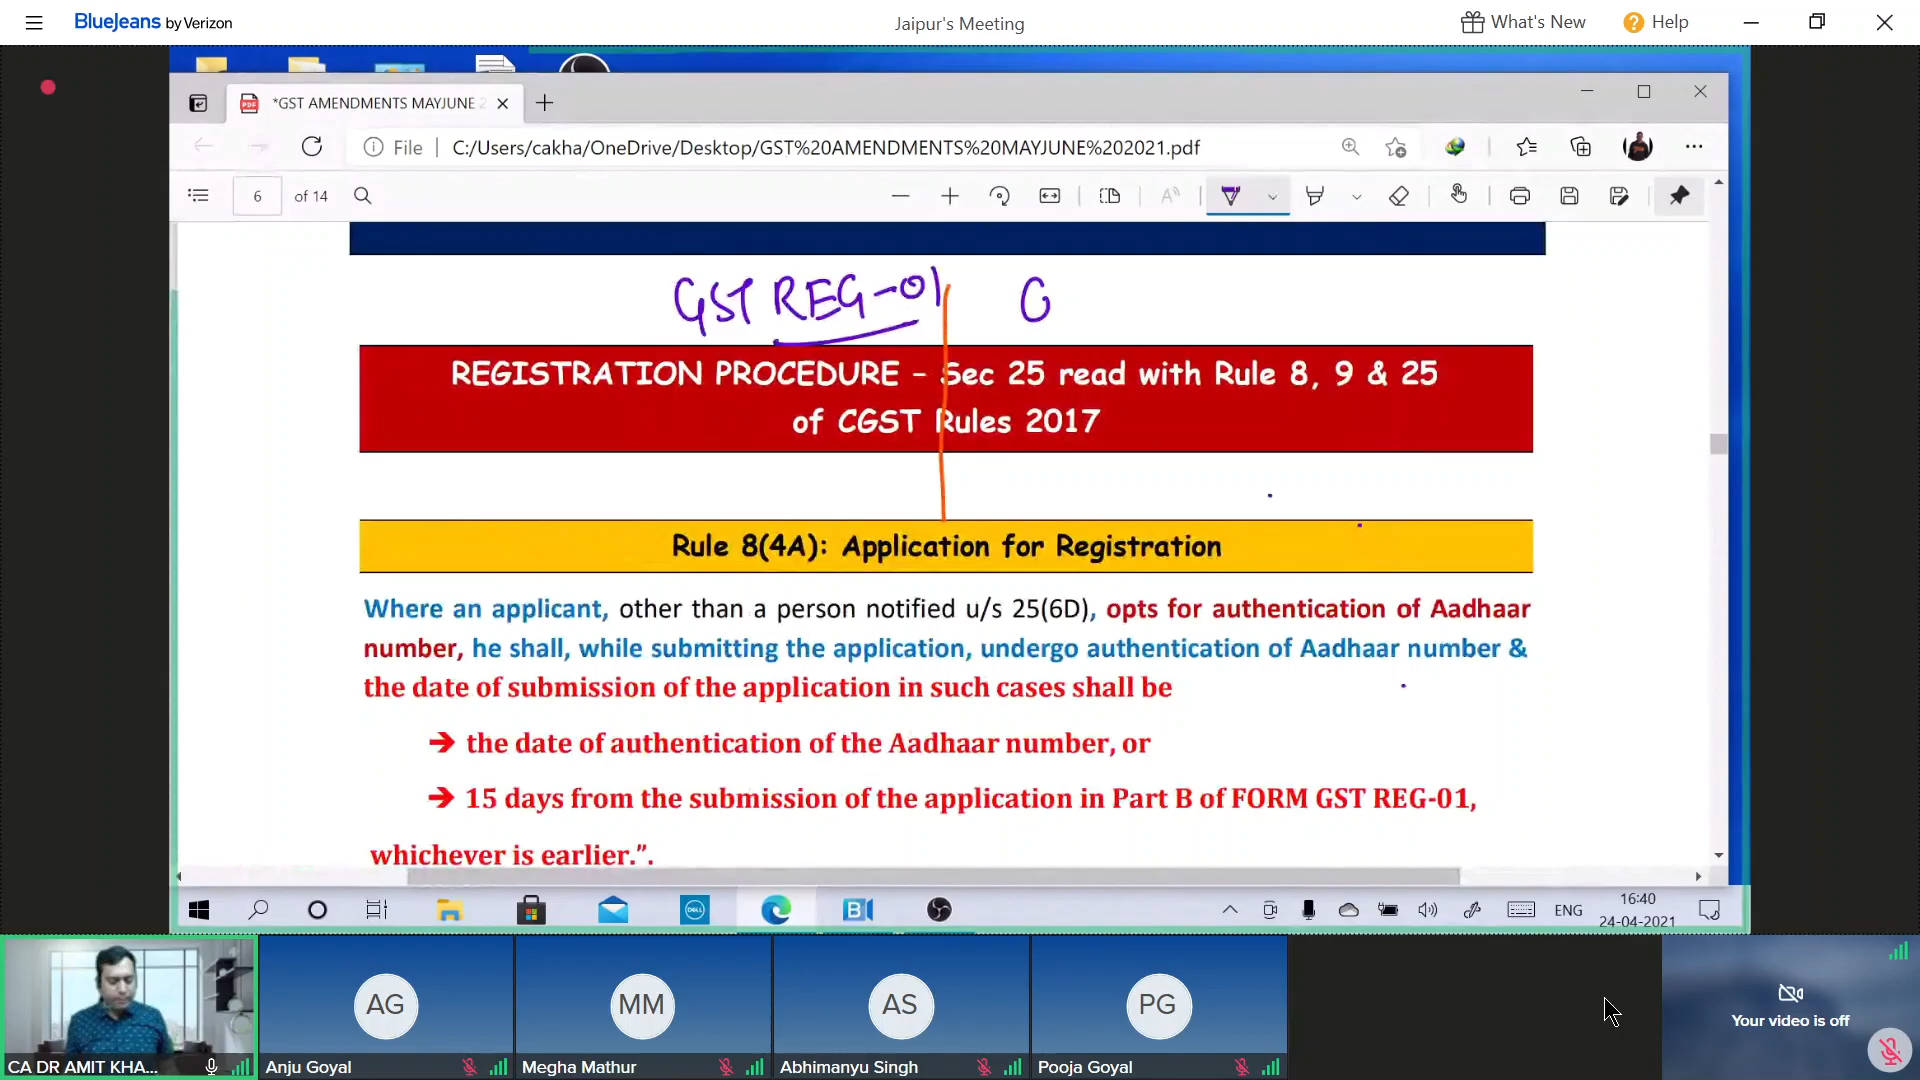 BlueJeans by Verizon
Jaipur's Meeting
What's New
Help
*GST AMENDMENTS MAYJUNE 2
File
C:/Users/cakha/OneDrive/Desktop/GST%20AMENDMENTS%20MAYJUNE%202021.pdf
6 of 14
GST REG-01
REGISTRATION PROCEDURE – Sec 25 read with Rule 8, 9 & 25
of CGST Rules 2017
Rule 8(4A): Application for Registration
Where an applicant, other than a person notified u/s 25(6D), opts for authentication of Aadhaar
number, he shall, while submitting the application, undergo authentication of Aadhaar number &
the date of submission of the application in such cases shall be
➔ the date of authentication of the Aadhaar number, or
➔ 15 days from the submission of the application in Part B of FORM GST REG-01,
whichever is earlier.”.
DELL
ENG
16:40
24-04-2021
AG
MM
AS
PG
Your video is off
CA DR AMIT KHA...
Anju Goyal
Megha Mathur
Abhimanyu Singh
Pooja Goyal